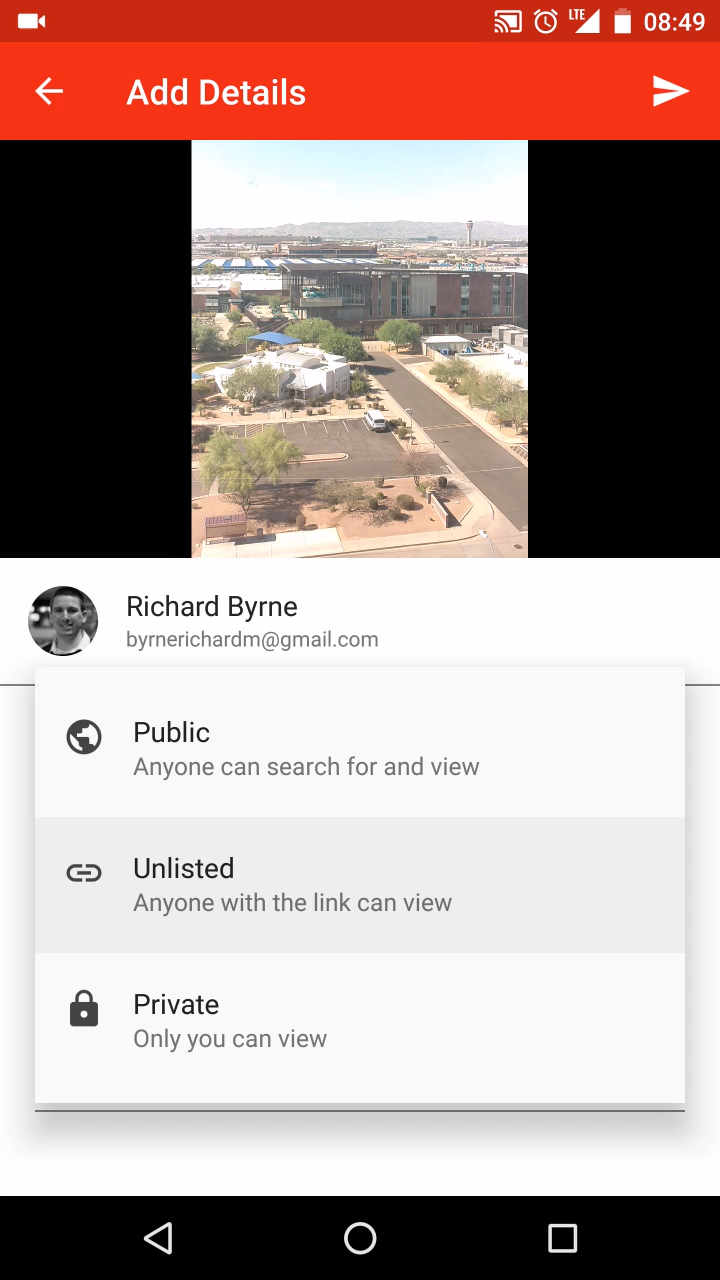 LTE 08:49
Add Details
Richard Byrne
byrnerichardm@gmail.com
Public
Anyone can search for and view
Unlisted
Anyone with the link can view
Private
Only you can view